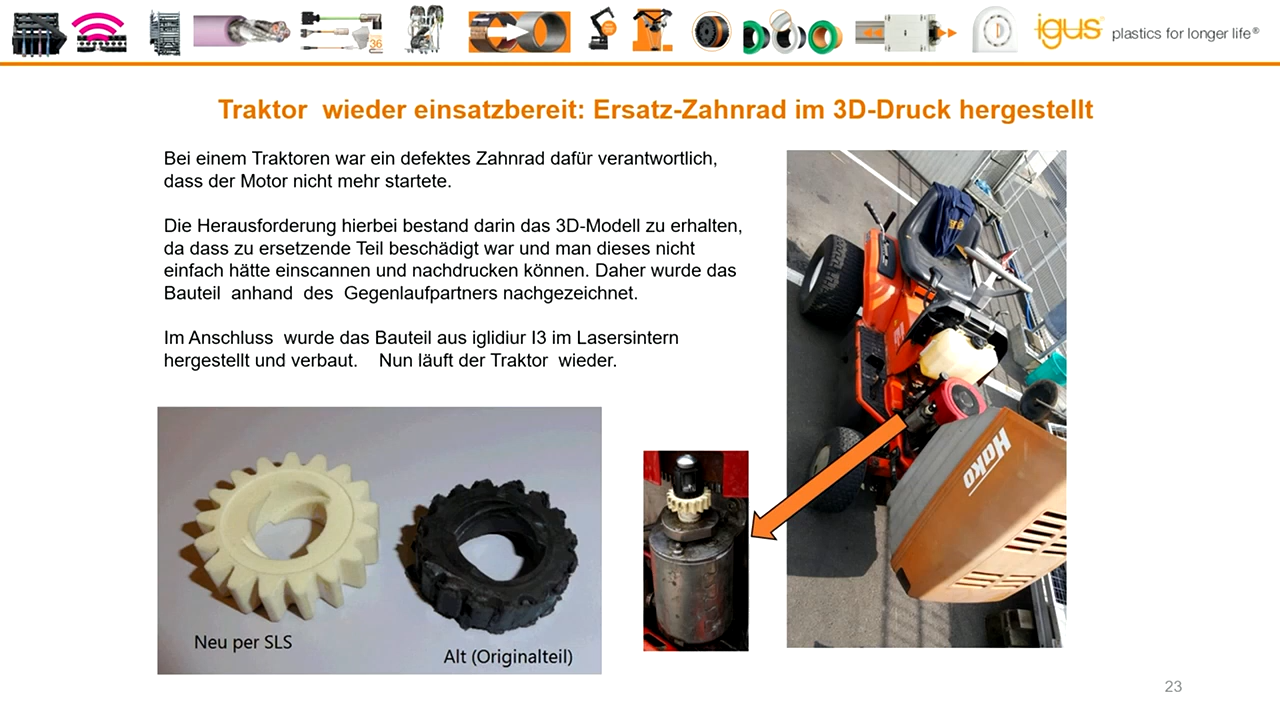 36
igus® plastics for longer life®
Traktor wieder einsatzbereit: Ersatz-Zahnrad im 3D-Druck hergestellt
Bei einem Traktoren war ein defektes Zahnrad dafür verantwortlich,
dass der Motor nicht mehr startete.
Die Herausforderung hierbei bestand darin das 3D-Modell zu erhalten,
da dass zu ersetzende Teil beschädigt war und man dieses nicht
einfach hätte einscannen und nachdrucken können. Daher wurde das
Bauteil anhand des Gegenlaufpartners nachgezeichnet.
Im Anschluss wurde das Bauteil aus iglidiur I3 im Lasersintern
hergestellt und verbaut. Nun läuft der Traktor wieder.
Hako
Neu per SLS
Alt (Originalteil)
23